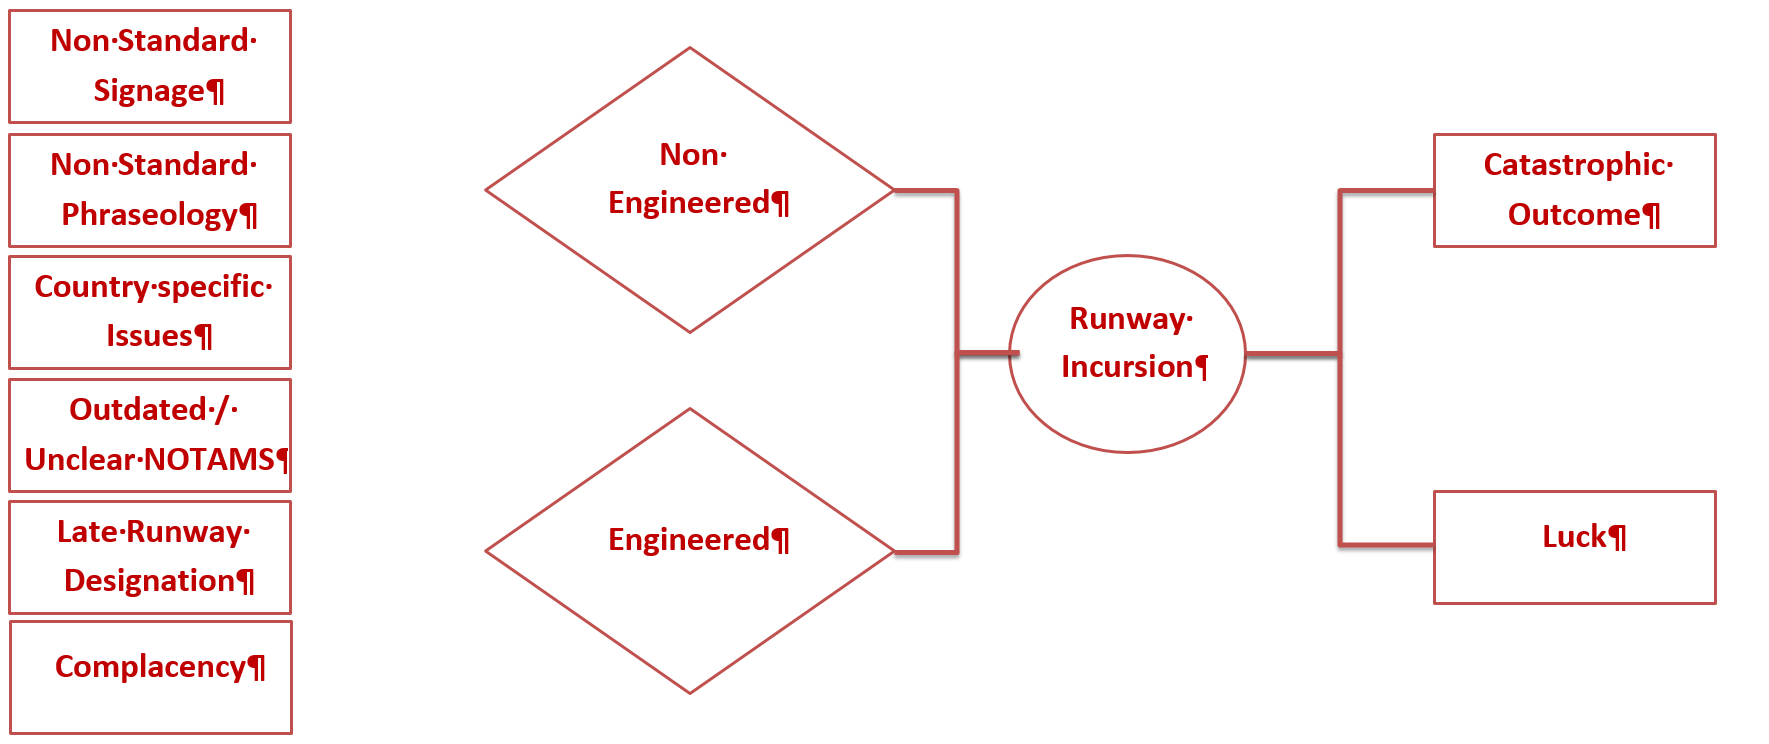 Non·Standard·
Signage¶
Non·Standard·
Phraseology¶
Country·specific·
Issues¶
Outdated·/·
Unclear·NOTAMS¶
Late·Runway·
Designation¶
Complacency¶
Non·
Engineered¶
Engineered¶
Runway·
Incursion¶
Catastrophic·
Outcome¶
Luck¶